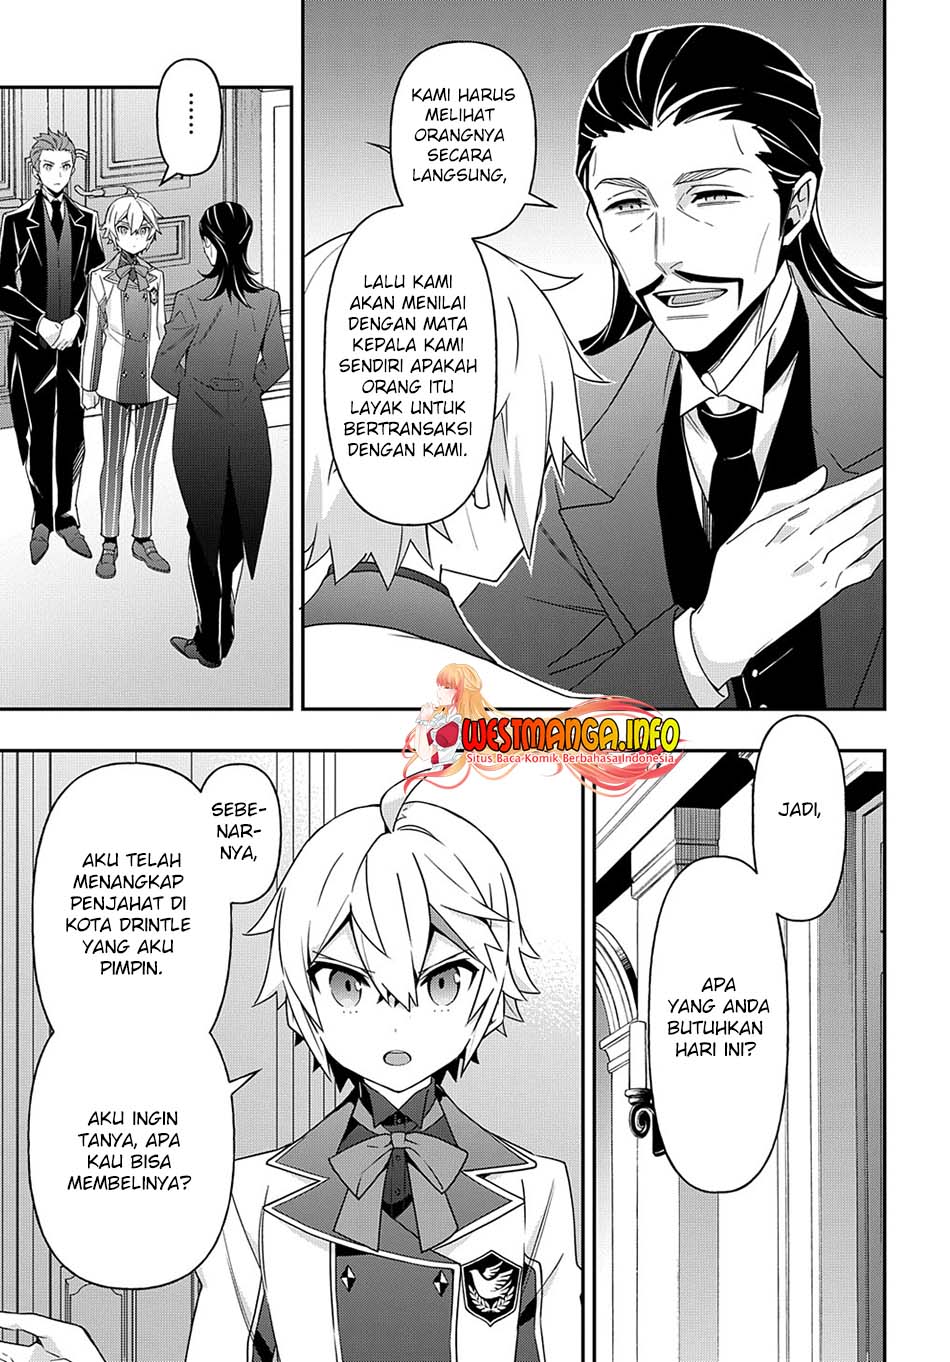 KAMI HARUS
MELIHAT
ORANGNYA
SECARA
LANGSUNG,
LALU KAMI
AKAN MENILAI
DENGAN MATA
KEPALA KAMI
SENDIRI APAKAH
ORANG ITU
LAYAK UNTUK
BERTRANSAKSI
DENGAN KAMI.
......
WESTMANGA.INFO
Situs Baca Komik Berbahasa Indonesia
JADI,
APA
YANG ANDA
BUTUHKAN
HARI INI?
SEBE-
NAR-
NYA,
AKU TELAH
MENANGKAP
PENJAHAT DI
KOTA DRINTLE
YANG AKU
PIMPIN.
AKU INGIN
TANYA, APA
KAU BISA
MEMBELINYA?